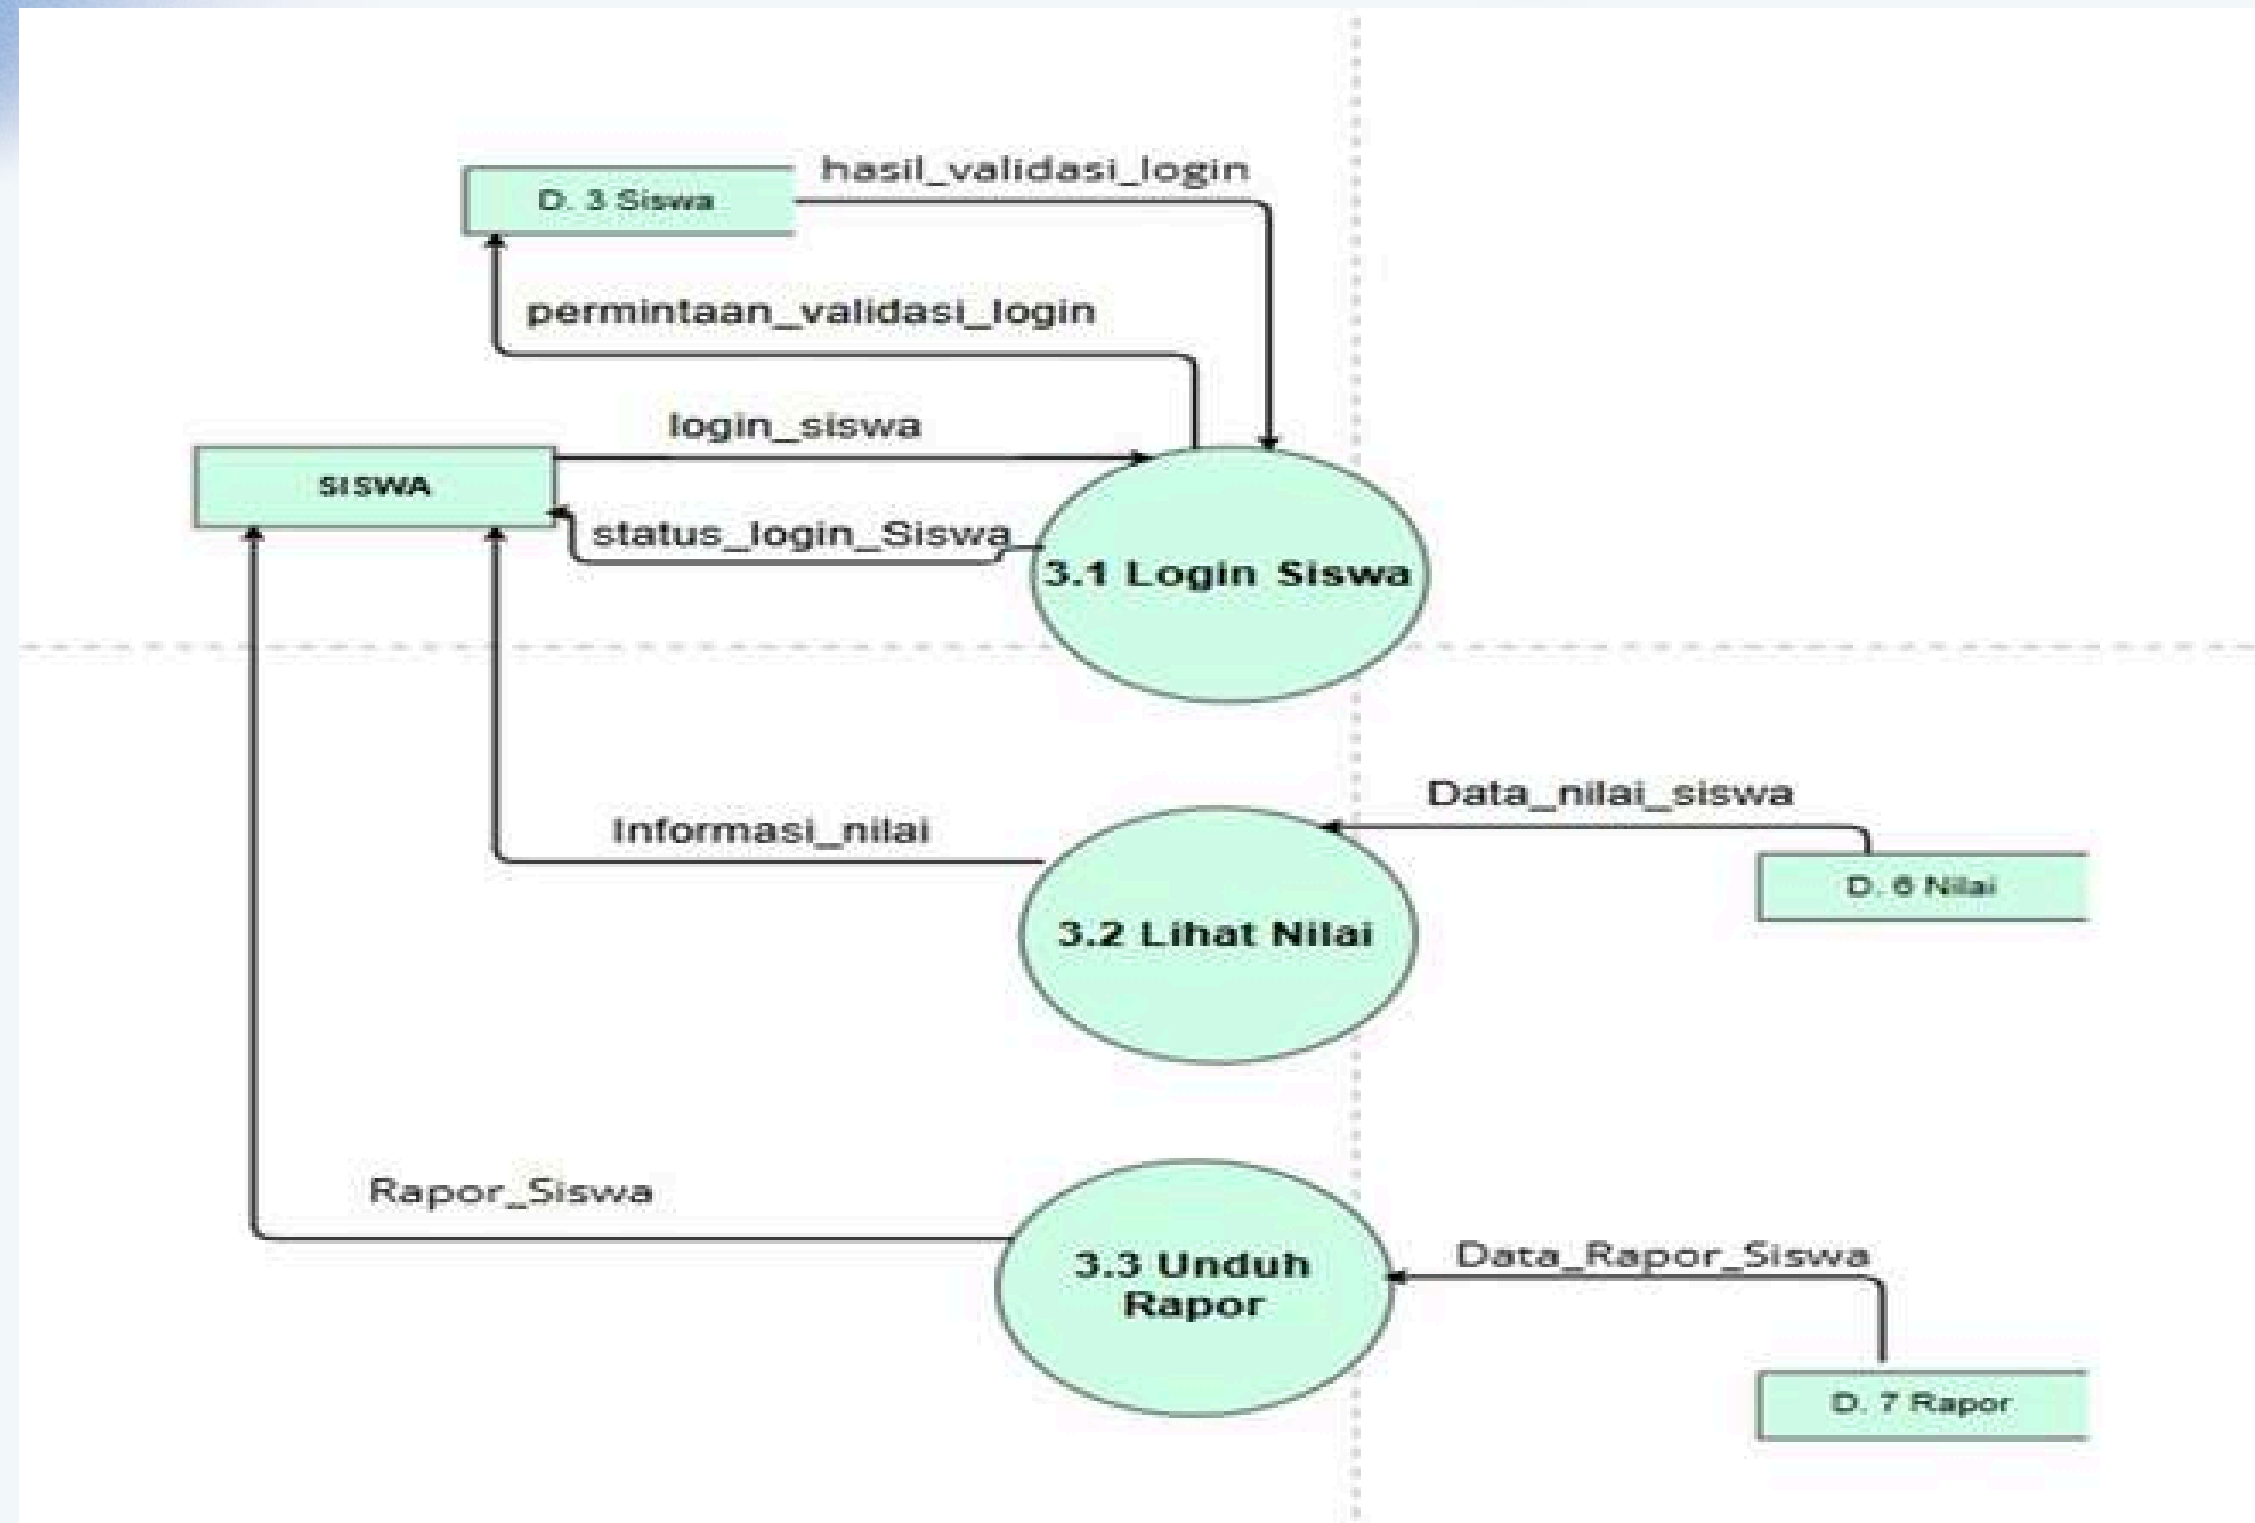 hasil_validasi_login
D. 3 Siswa
permintaan_validasi_login
login_siswa
SISWA
status_login_Siswa
3.1 Login Siswa
Data_nilai_siswa
Informasi_nilai
D. 6 Nilai
3.2 Lihat Nilai
Rapor_Siswa
Data_Rapor_Siswa
3.3 Unduh
Rapor
D. 7 Rapor